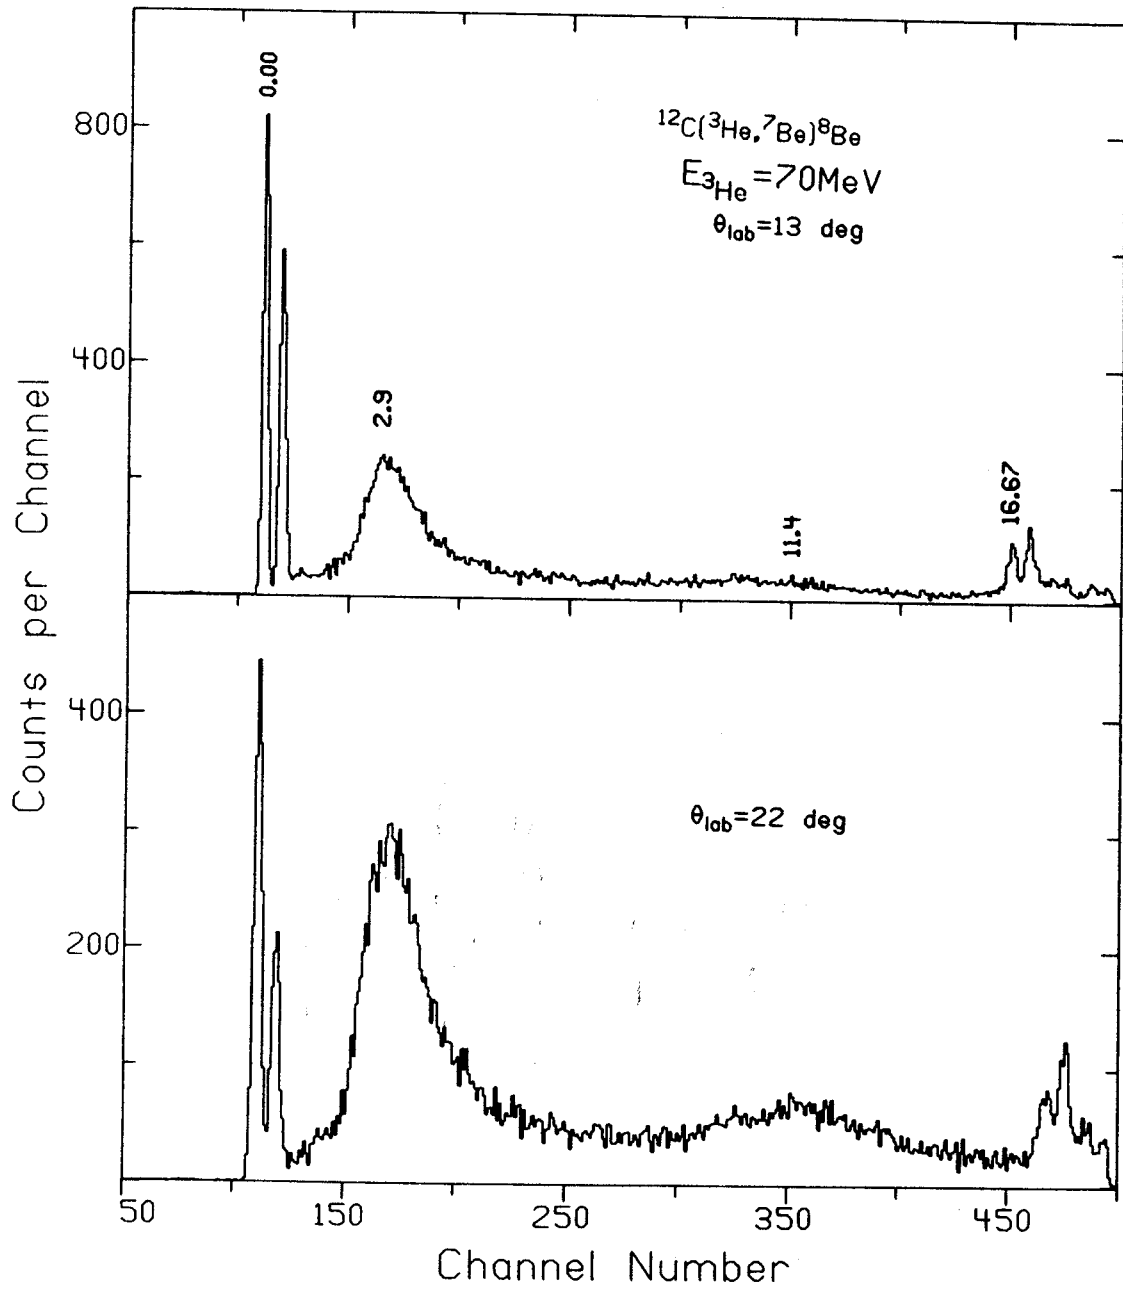 0.00
800
¹²C(³He,⁷Be)⁸Be
E₃He=70MeV
θlab=13 deg
400
2.9
16.67
11.4
Counts per Channel
400
θlab=22 deg
200
50 150 250 350 450
Channel Number